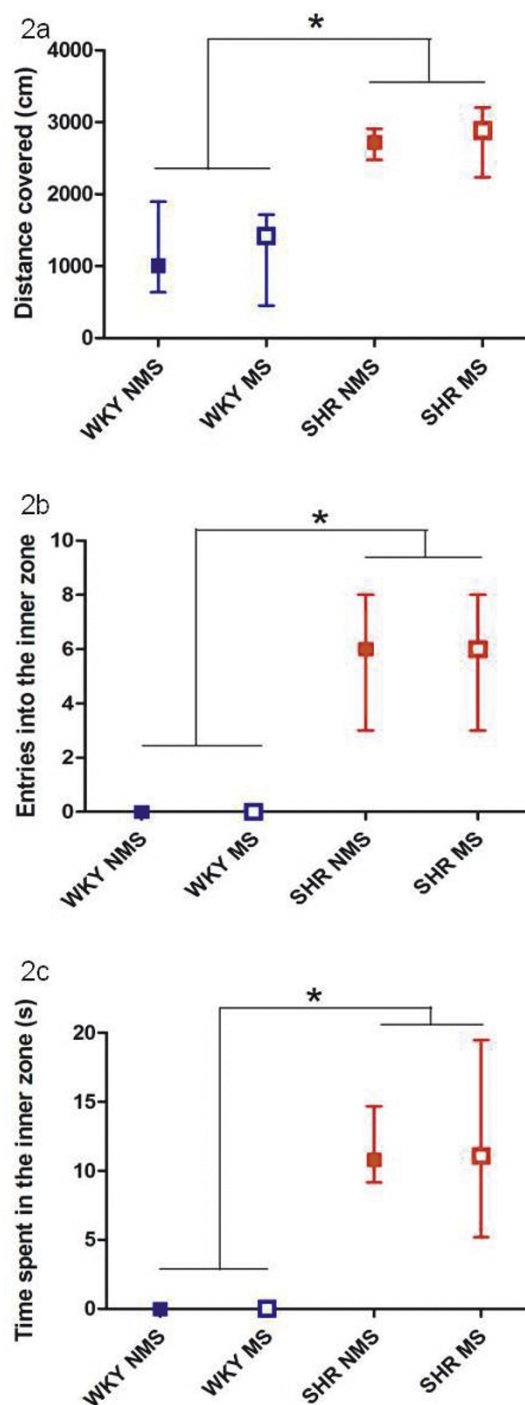 2a
*
Distance covered (cm)
4000
3000
2000
1000
0
WKY NMS
WKY MS
SHR NMS
SHR MS
2b
*
Entries into the inner zone
10
8
6
4
2
0
WKY NMS
WKY MS
SHR NMS
SHR MS
2c
*
Time spent in the inner zone (s)
20
15
10
5
0
WKY NMS
WKY MS
SHR NMS
SHR MS